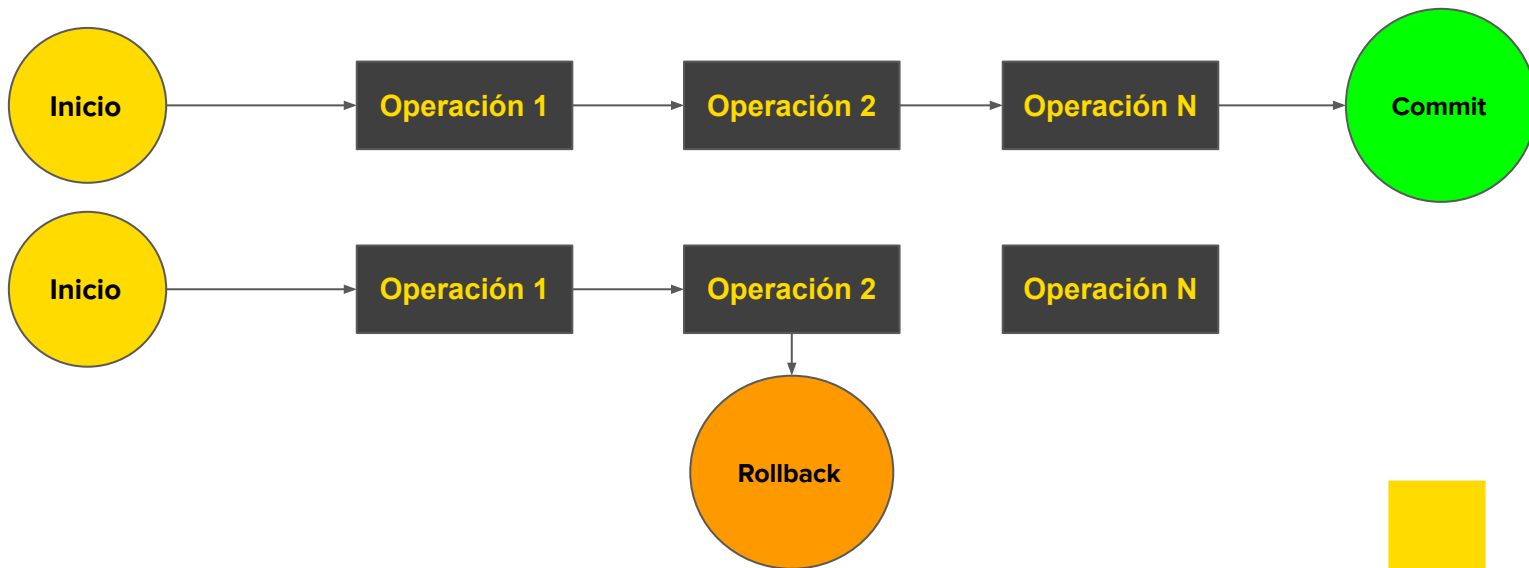 Inicio
Operación 1
Operación 2
Operación N
Commit
Inicio
Operación 1
Operación 2
Operación N
Rollback